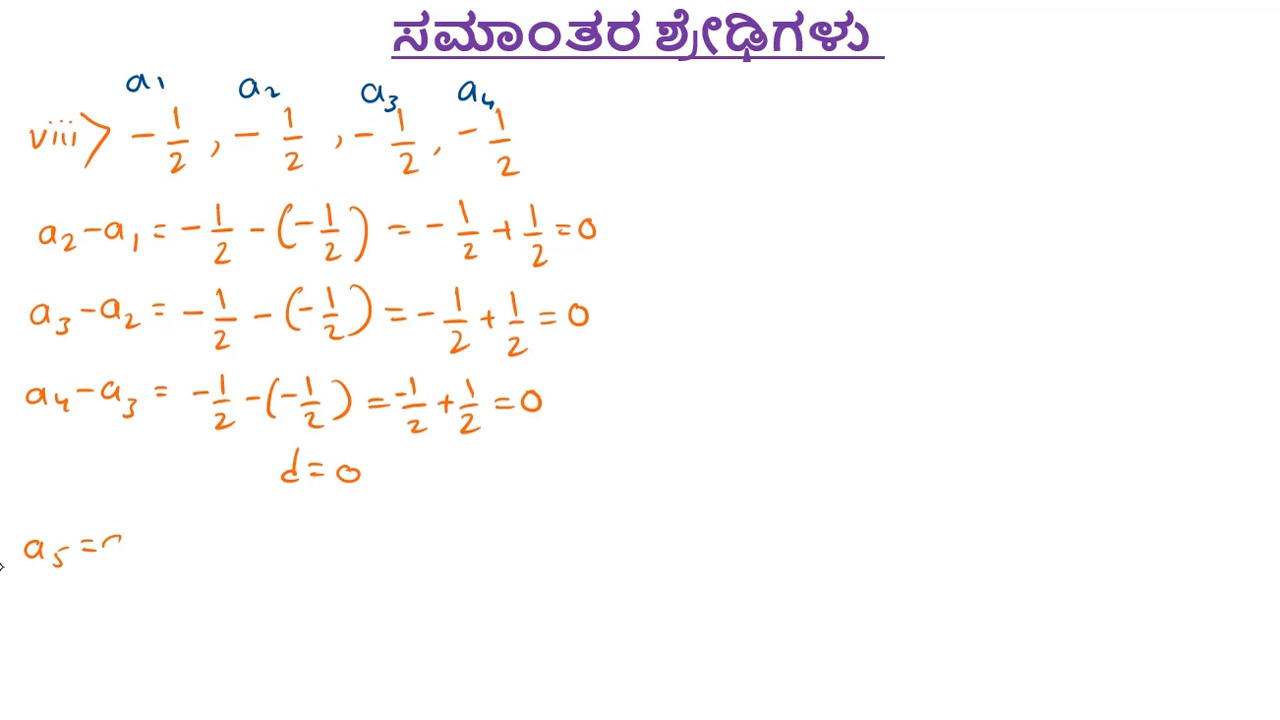 ಸಮಾಂತರ ಶ್ರೇಢಿಗಳು
a1 a2 a3 a4
viii> -1/2, -1/2, -1/2, -1/2
a2-a1 = -1/2 - (-1/2) = -1/2 + 1/2 = 0
a3-a2 = -1/2 - (-1/2) = -1/2 + 1/2 = 0
a4-a3 = -1/2 - (-1/2) = -1/2 + 1/2 = 0
d = 0
a5 =